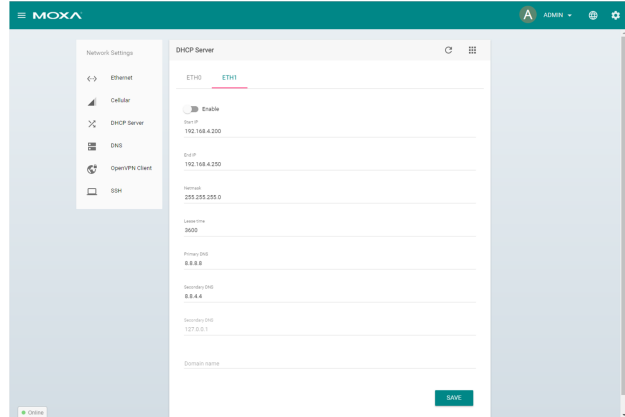 MOXA
A ADMIN
Network Settings
Ethernet
Cellular
DHCP Server
DNS
OpenVPN Client
SSH
DHCP Server
ETH0 ETH1
Enable
Start IP
192.168.4.200
End IP
192.168.4.250
Netmask
255.255.255.0
Lease time
3600
Primary DNS
8.8.8.8
Secondary DNS
8.8.4.4
Secondary DNS
127.0.0.1
Domain name
SAVE
Online